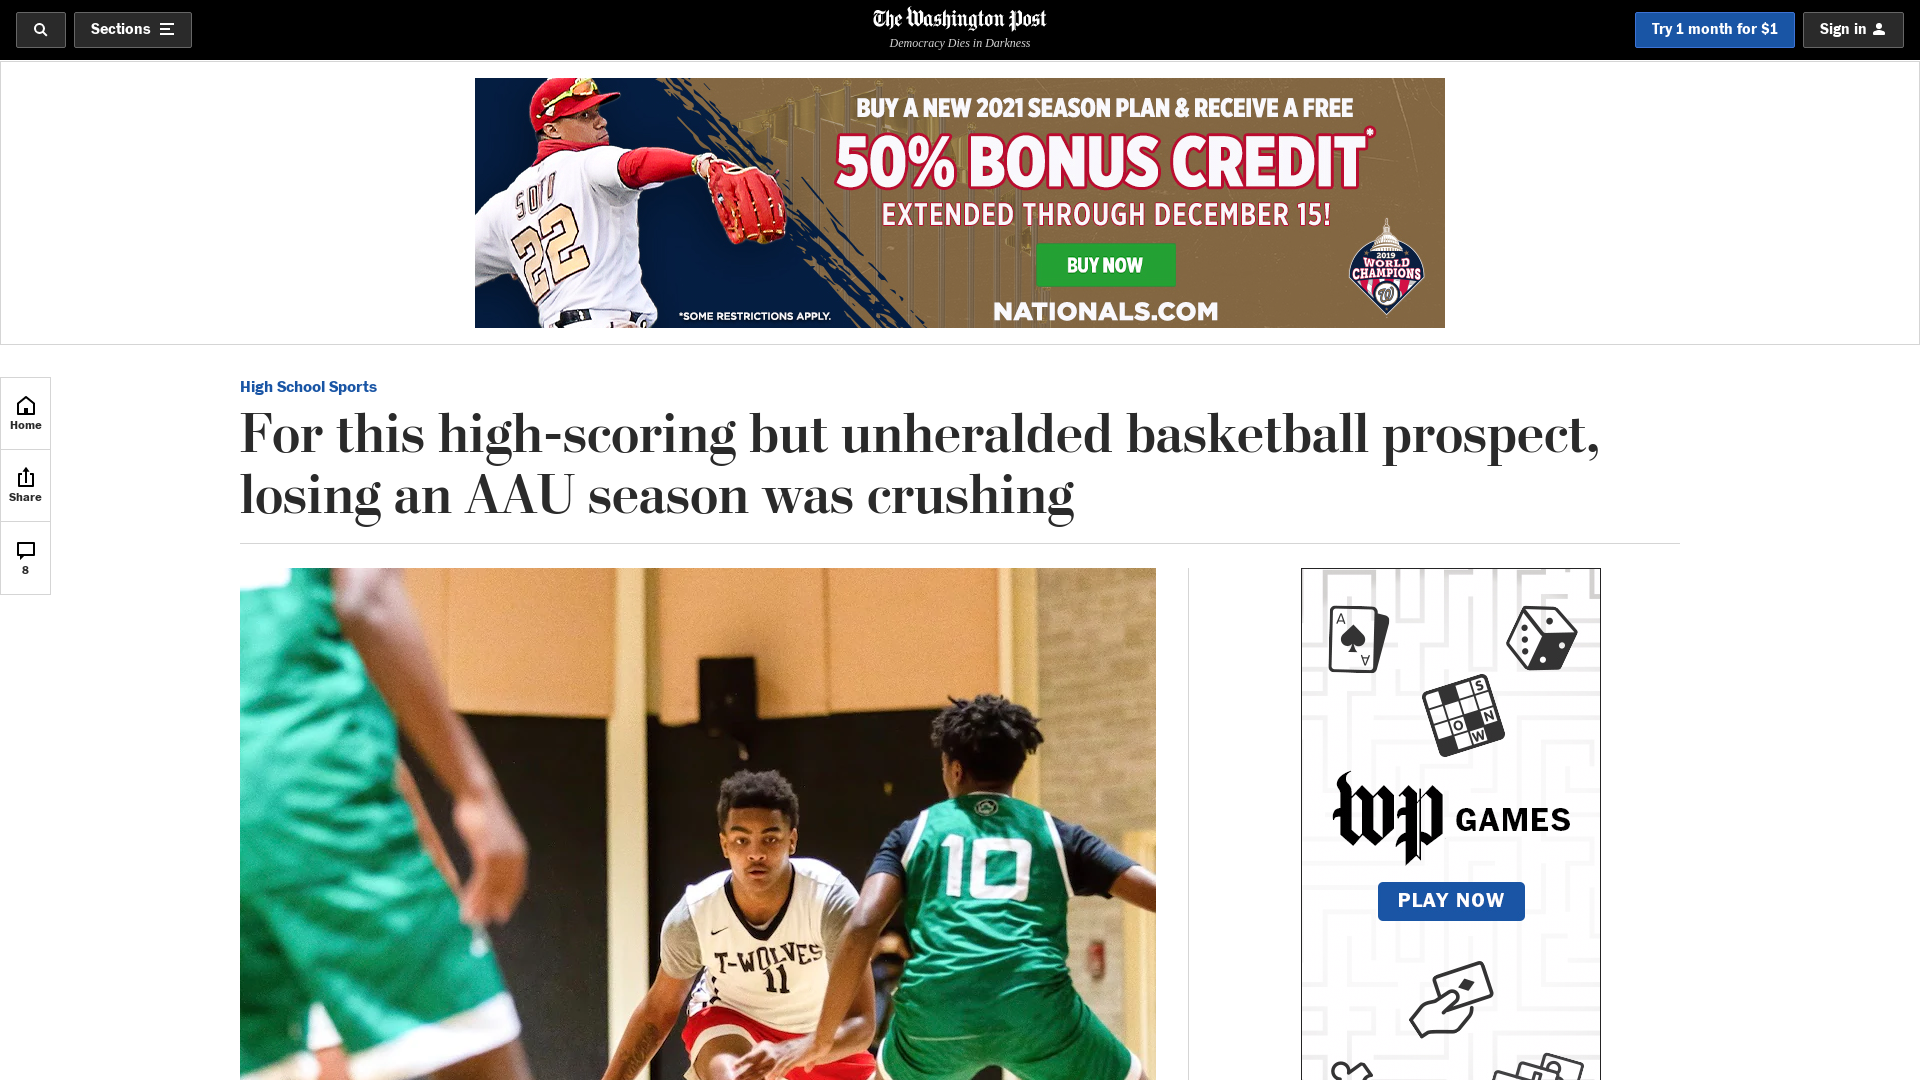 Sections
The Washington Post
Democracy Dies in Darkness
Try 1 month for $1
Sign in
BUY A NEW 2021 SEASON PLAN & RECEIVE A FREE
50% BONUS CREDIT*
EXTENDED THROUGH DECEMBER 15!
BUY NOW
NATIONALS.COM
*SOME RESTRICTIONS APPLY.
SOTO
22
2019
WORLD
CHAMPIONS
W
Home
Share
8
High School Sports
For this high-scoring but unheralded basketball prospect,
losing an AAU season was crushing
10
T-WOLVES
11
A
A
S
O N
W
wp GAMES
PLAY NOW